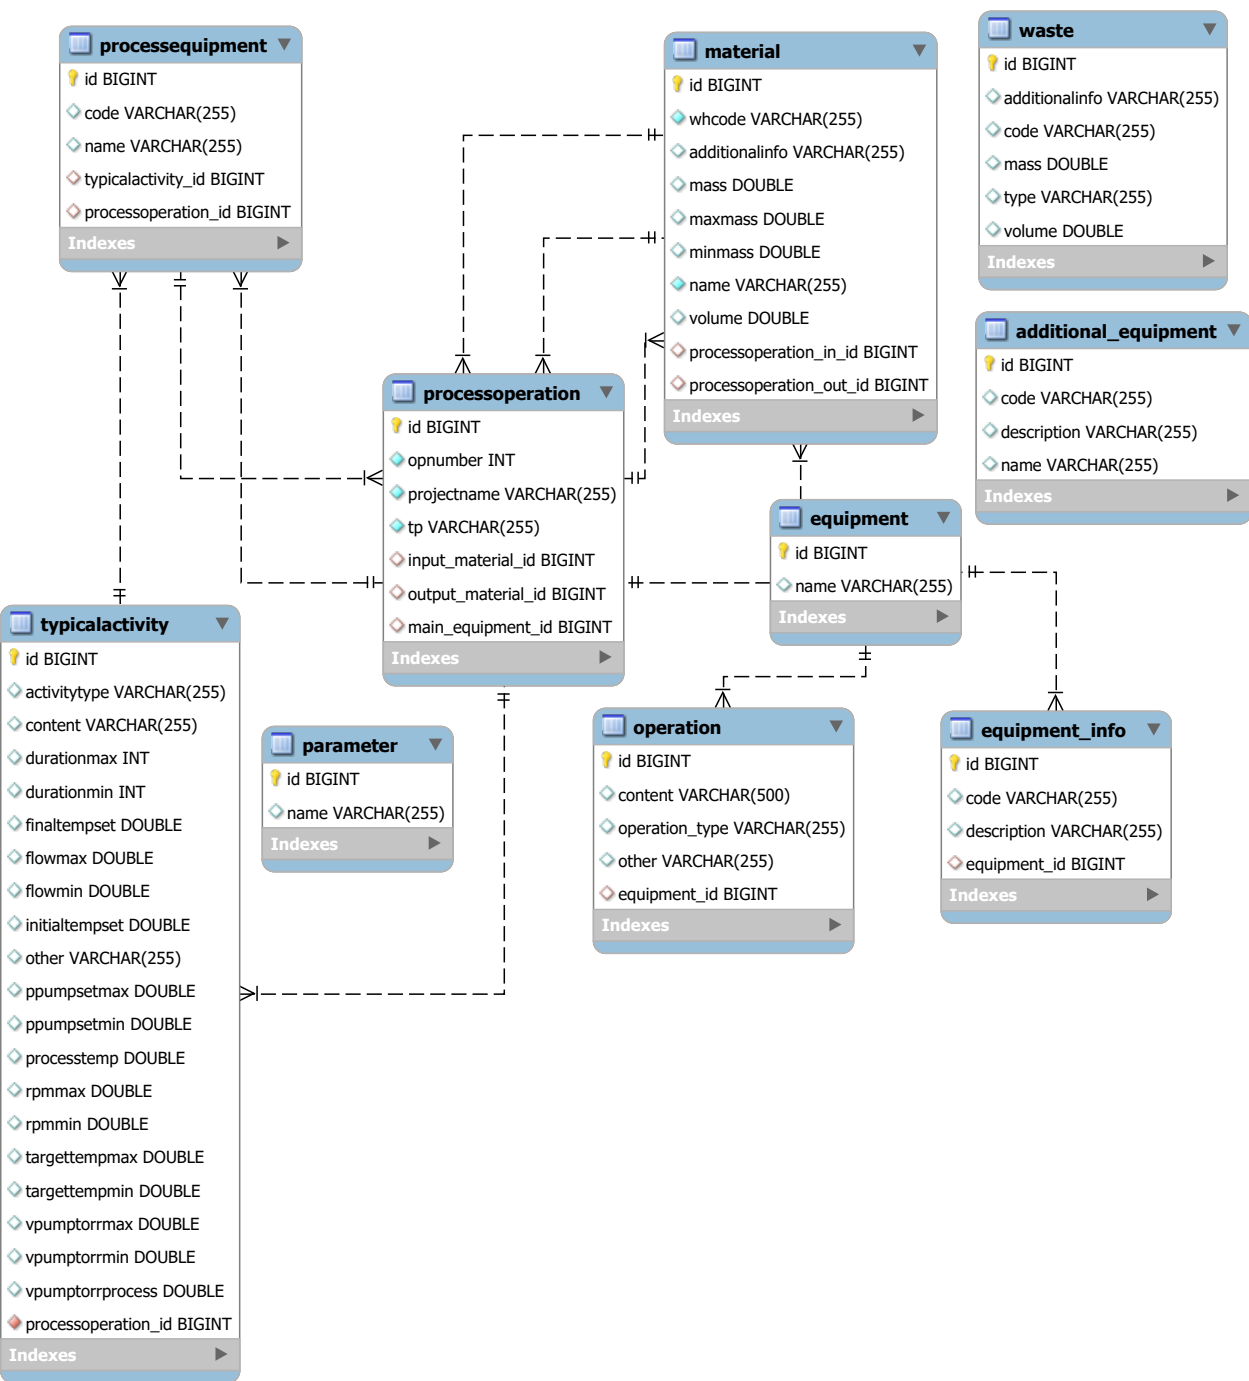 processequipment
id BIGINT
code VARCHAR(255)
name VARCHAR(255)
typicalactivity_id BIGINT
processoperation_id BIGINT
Indexes
material
id BIGINT
whcode VARCHAR(255)
additionalinfo VARCHAR(255)
mass DOUBLE
maxmass DOUBLE
minmass DOUBLE
name VARCHAR(255)
volume DOUBLE
processoperation_in_id BIGINT
processoperation_out_id BIGINT
Indexes
waste
id BIGINT
additionalinfo VARCHAR(255)
code VARCHAR(255)
mass DOUBLE
type VARCHAR(255)
volume DOUBLE
Indexes
additional_equipment
id BIGINT
code VARCHAR(255)
description VARCHAR(255)
name VARCHAR(255)
Indexes
processoperation
id BIGINT
opnumber INT
projectname VARCHAR(255)
tp VARCHAR(255)
input_material_id BIGINT
output_material_id BIGINT
main_equipment_id BIGINT
Indexes
equipment
id BIGINT
name VARCHAR(255)
Indexes
typicalactivity
id BIGINT
activitytype VARCHAR(255)
content VARCHAR(255)
durationmax INT
durationmin INT
finaltempset DOUBLE
flowmax DOUBLE
flowmin DOUBLE
initialtempset DOUBLE
other VARCHAR(255)
ppumpsetmax DOUBLE
ppumpsetmin DOUBLE
processtemp DOUBLE
rpmmax DOUBLE
rpmmin DOUBLE
targettempmax DOUBLE
targettempmin DOUBLE
vpumptorrmax DOUBLE
vpumptorrmin DOUBLE
vpumptorrprocess DOUBLE
processoperation_id BIGINT
Indexes
parameter
id BIGINT
name VARCHAR(255)
Indexes
operation
id BIGINT
content VARCHAR(500)
operation_type VARCHAR(255)
other VARCHAR(255)
equipment_id BIGINT
Indexes
equipment_info
id BIGINT
code VARCHAR(255)
description VARCHAR(255)
equipment_id BIGINT
Indexes